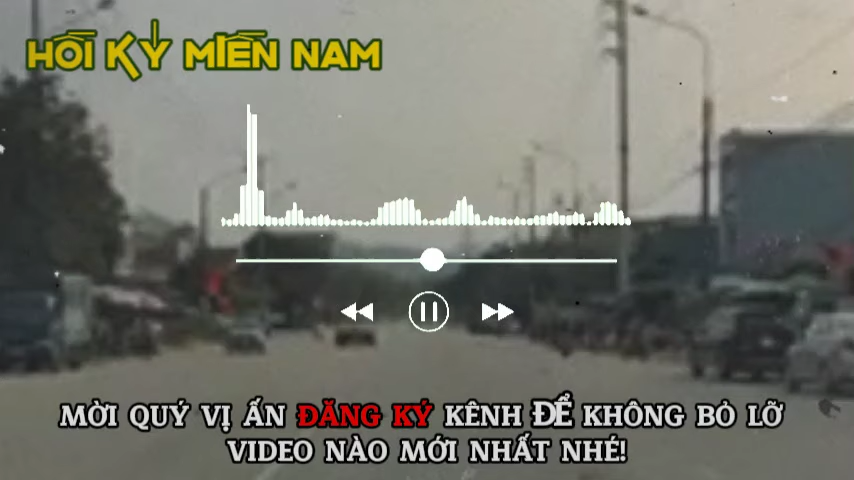 HỒI KÝ MIỀN NAM
MỜI QUÝ VỊ ẤN ĐĂNG KÝ KÊNH ĐỂ KHÔNG BỎ LỠ
VIDEO NÀO MỚI NHẤT NHÉ!